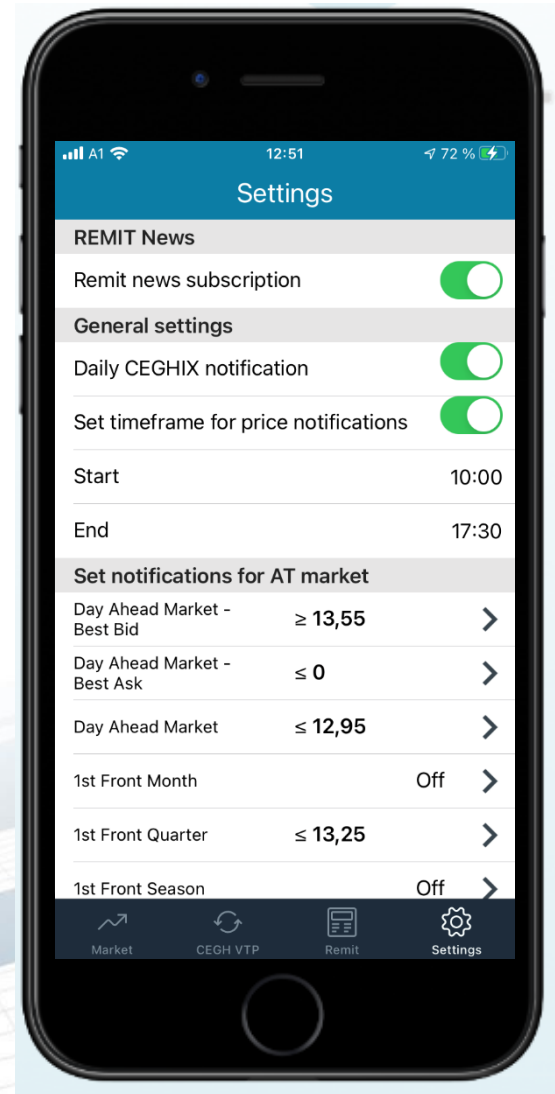 A1 12:51 72 %
Settings
REMIT News
Remit news subscription
General settings
Daily CEGHIX notification
Set timeframe for price notifications
Start 10:00
End 17:30
Set notifications for AT market
Day Ahead Market -
Best Bid ≥ 13,55
Day Ahead Market -
Best Ask ≤ 0
Day Ahead Market ≤ 12,95
1st Front Month Off
1st Front Quarter ≤ 13,25
1st Front Season Off
Market CEGH VTP Remit Settings